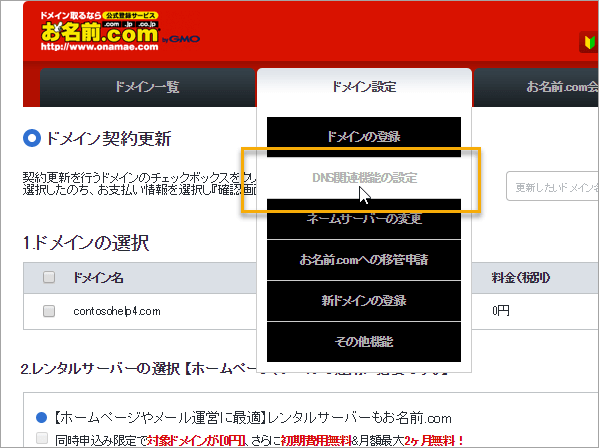 ドメイン取るなら 公式登録サービス
.com .jp .co.jp
お名前.com by GMO
http://www.onamae.com
ドメイン一覧
ドメイン設定
お名前.com会
ドメインの登録
DNS関連機能の設定
ネームサーバーの変更
お名前.comへの移管申請
新ドメインの登録
その他機能
ドメイン契約更新
契約更新を行うドメインのチェックボックスを
選択したのち、お支払い情報を選択し『確認画
更新したいドメイン名
1.ドメインの選択
ドメイン名
料金(税別)
contosohelp4.com
0円
2.レンタルサーバーの選択 【ホームペー
【ホームページやメール運営に最適】レンタルサーバーもお名前.com
同時申込み限定で対象ドメインが【0円】、さらに初期費用無料&月額最大2ヶ月無料！